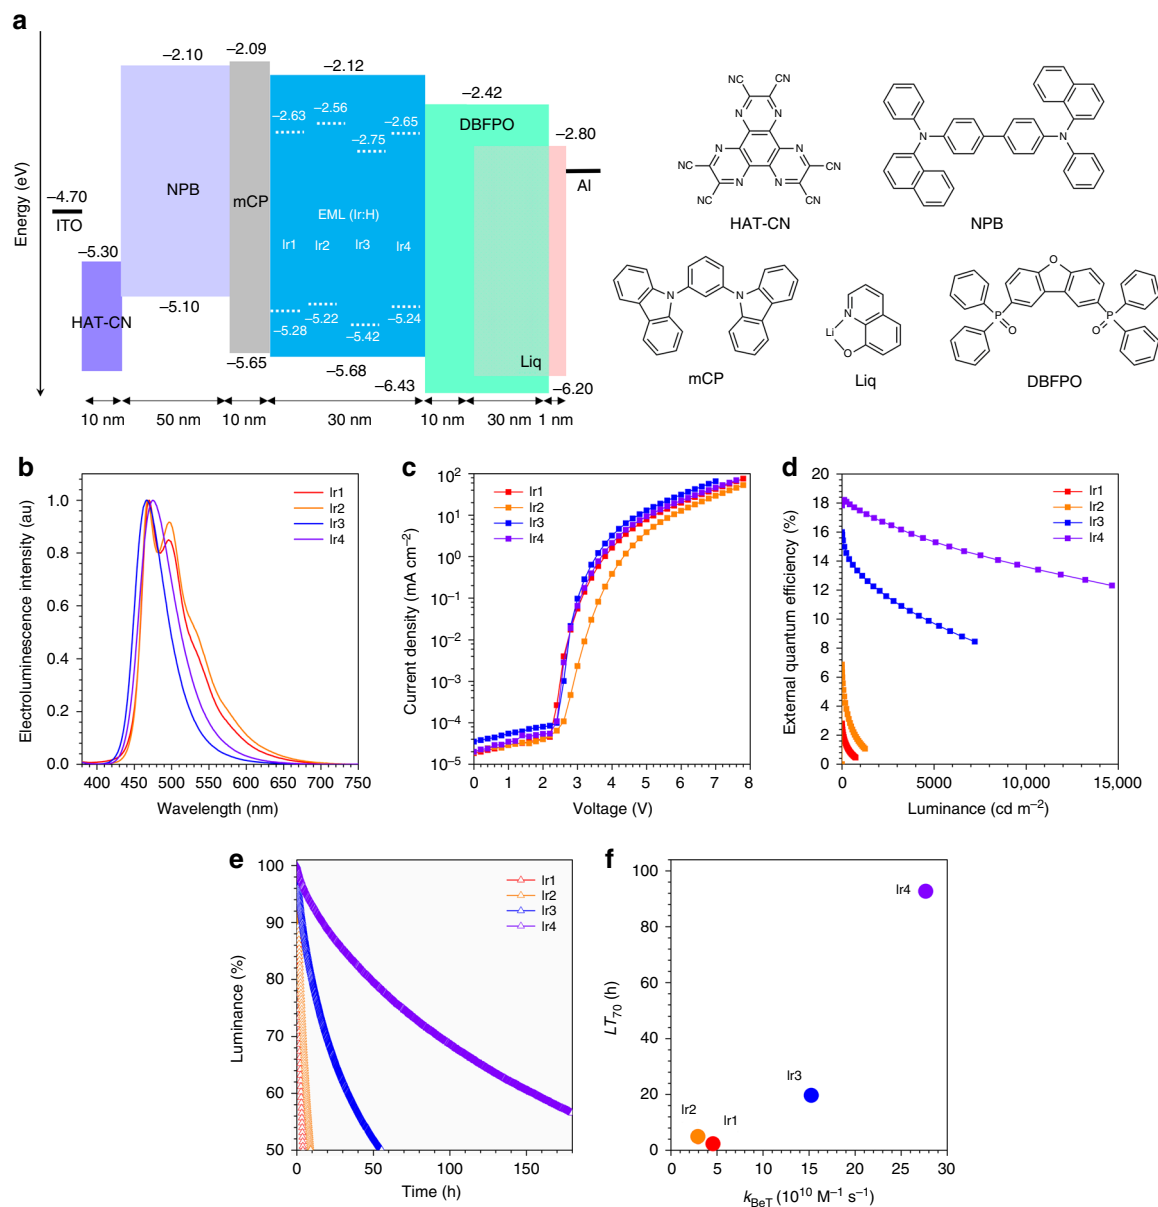 a
Energy (eV)
−4.70
ITO
−5.30
HAT-CN
−2.10
NPB
−5.10
−2.09
mCP
−5.65
−2.12
−2.63
−2.56
−2.75
−2.65
EML (Ir:H)
Ir1
Ir2
Ir3
Ir4
−5.28
−5.22
−5.42
−5.24
−5.68
−6.43
−2.42
DBFPO
−2.80
Al
Liq
−6.20
10 nm
50 nm
10 nm
30 nm
10 nm
30 nm
1 nm
CN
CN
N
N
N
N
N
N
NC
NC
CN
CN
HAT-CN
N
N
NPB
N
N
mCP
N
Li
O
Liq
O
P
O
P
O
DBFPO
b
Electroluminescence intensity (au)
1.0
0.8
0.6
0.4
0.2
0.0
400 450 500 550 600 650 700 750
Wavelength (nm)
Ir1
Ir2
Ir3
Ir4
c
Current density (mA cm−2)
10^2
10^1
10^0
10^−1
10^−2
10^−3
10^−4
10^−5
0 1 2 3 4 5 6 7 8
Voltage (V)
Ir1
Ir2
Ir3
Ir4
d
External quantum efficiency (%)
20
18
16
14
12
10
8
6
4
2
0
0 5000 10,000 15,000
Luminance (cd m−2)
Ir1
Ir2
Ir3
Ir4
e
Luminance (%)
100
90
80
70
60
50
0 50 100 150
Time (h)
Ir1
Ir2
Ir3
Ir4
f
LT70 (h)
100
80
60
40
20
0
0 5 10 15 20 25 30
kBeT (10^10 M−1 s−1)
Ir4
Ir3
Ir2
Ir1